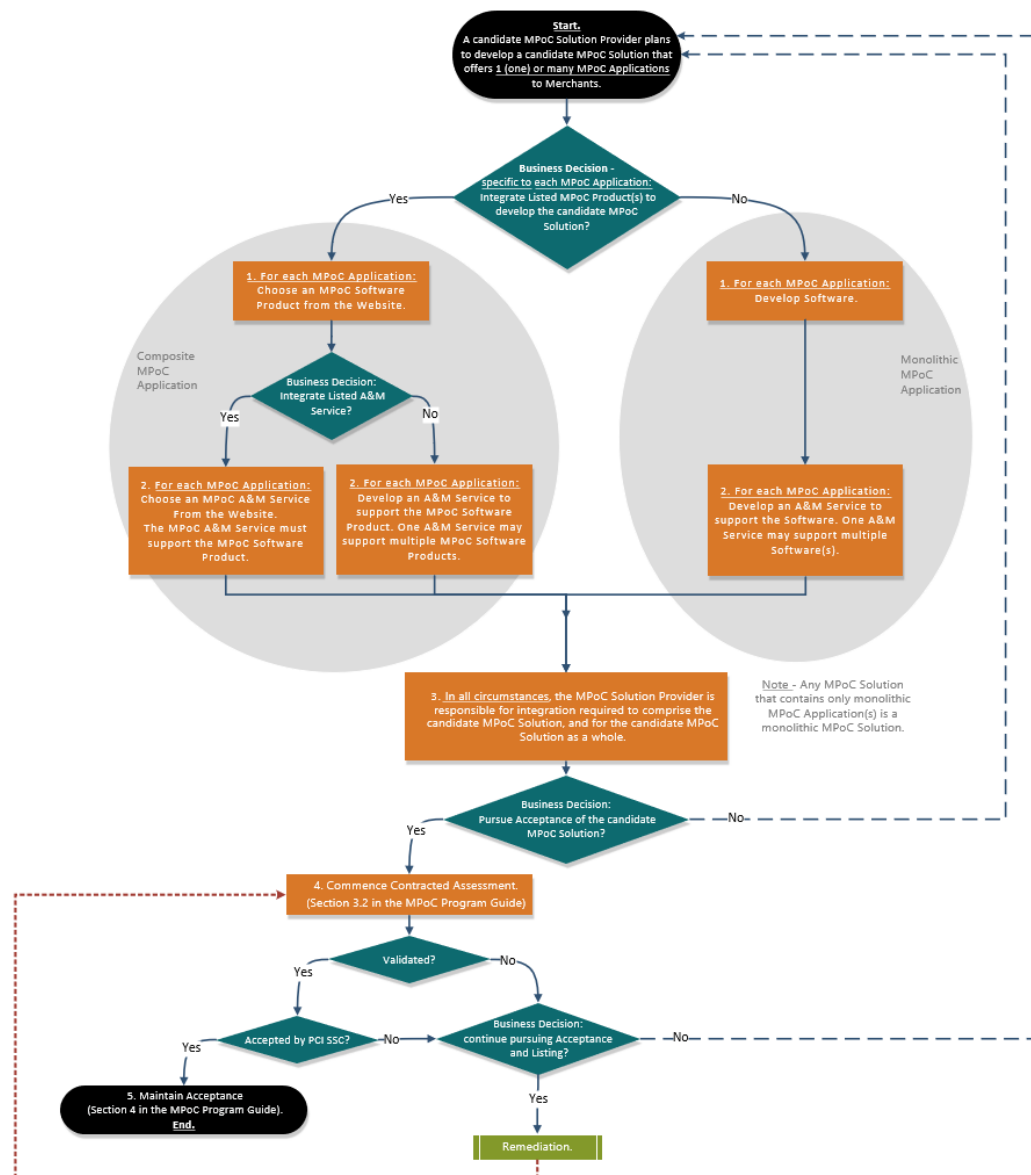 Start.
A candidate MPoC Solution Provider plans
to develop a candidate MPoC Solution that
offers 1 (one) or many MPoC Applications
to Merchants.
Business Decision -
specific to each MPoC Application:
Integrate Listed MPoC Product(s) to
develop the candidate MPoC
Solution?
Yes
No
1. For each MPoC Application:
Choose an MPoC Software
Product from the Website.
1. For each MPoC Application:
Develop Software.
Composite
MPoC
Application
Monolithic
MPoC
Application
Business Decision:
Integrate Listed A&M
Service?
Yes
No
2. For each MPoC Application:
Choose an MPoC A&M Service
From the Website.
The MPoC A&M Service must
support the MPoC Software
Product.
2. For each MPoC Application:
Develop an A&M Service to
support the MPoC Software
Product. One A&M Service may
support multiple MPoC Software
Products.
2. For each MPoC Application:
Develop an A&M Service to
support the Software. One A&M
Service may support multiple
Software(s).
3. In all circumstances, the MPoC Solution Provider is
responsible for integration required to comprise the
candidate MPoC Solution, and for the candidate MPoC
Solution as a whole.
Note - Any MPoC Solution
that contains only monolithic
MPoC Application(s) is a
monolithic MPoC Solution.
Business Decision:
Pursue Acceptance of the candidate
MPoC Solution?
Yes
No
4. Commence Contracted Assessment.
(Section 3.2 in the MPoC Program Guide)
Validated?
Yes
No
Accepted by PCI SSC?
Yes
No
Business Decision:
continue pursuing Acceptance
and Listing?
No
Yes
5. Maintain Acceptance
(Section 4 in the MPoC Program Guide).
End.
Remediation.